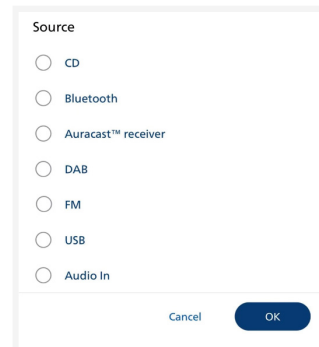 Source
CD
Bluetooth
Auracast™ receiver
DAB
FM
USB
Audio In
Cancel
OK